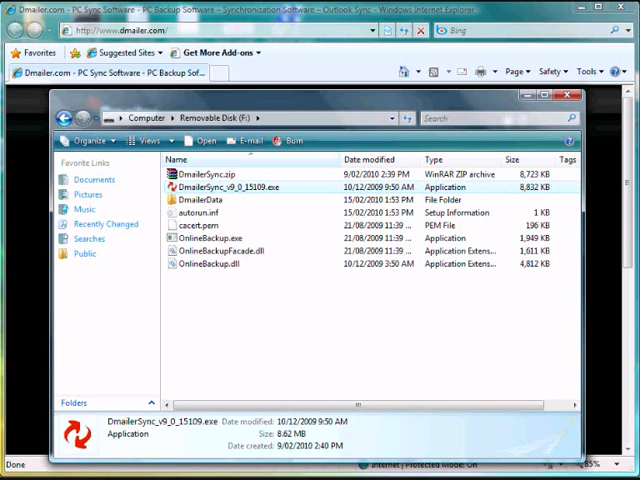 Dmailer.com - PC Sync Software - PC Backup Software – Synchronization Software – Outlook Sync - Windows Internet Explorer
http://www.dmailer.com/
Bing
Favorites Suggested Sites Get More Add-ons
Dmailer.com - PC Sync Software - PC Backup Sof...
Page Safety Tools
Computer Removable Disk (F:) Search
Organize Views Open E-mail Burn
Favorite Links
Documents
Pictures
Music
Recently Changed
Searches
Public
Name Date modified Type Size Tags
DmailerSync.zip 9/02/2010 2:39 PM WinRAR ZIP archive 8,723 KB
DmailerSync_v9_0_15109.exe 10/12/2009 9:50 AM Application 8,832 KB
DmailerData 15/02/2010 1:53 PM File Folder
autorun.inf 15/02/2010 1:53 PM Setup Information 1 KB
cacert.pem 21/08/2009 11:39 ... PEM File 196 KB
OnlineBackup.exe 21/08/2009 11:39 ... Application 1,949 KB
OnlineBackupFacade.dll 21/08/2009 11:39 ... Application Extens... 1,611 KB
OnlineBackup.dll 10/12/2009 3:50 AM Application Extens... 4,812 KB
Folders
DmailerSync_v9_0_15109.exe Date modified: 10/12/2009 9:50 AM
Application Size: 8.62 MB
Date created: 9/02/2010 2:40 PM
Done Internet | Protected Mode: On